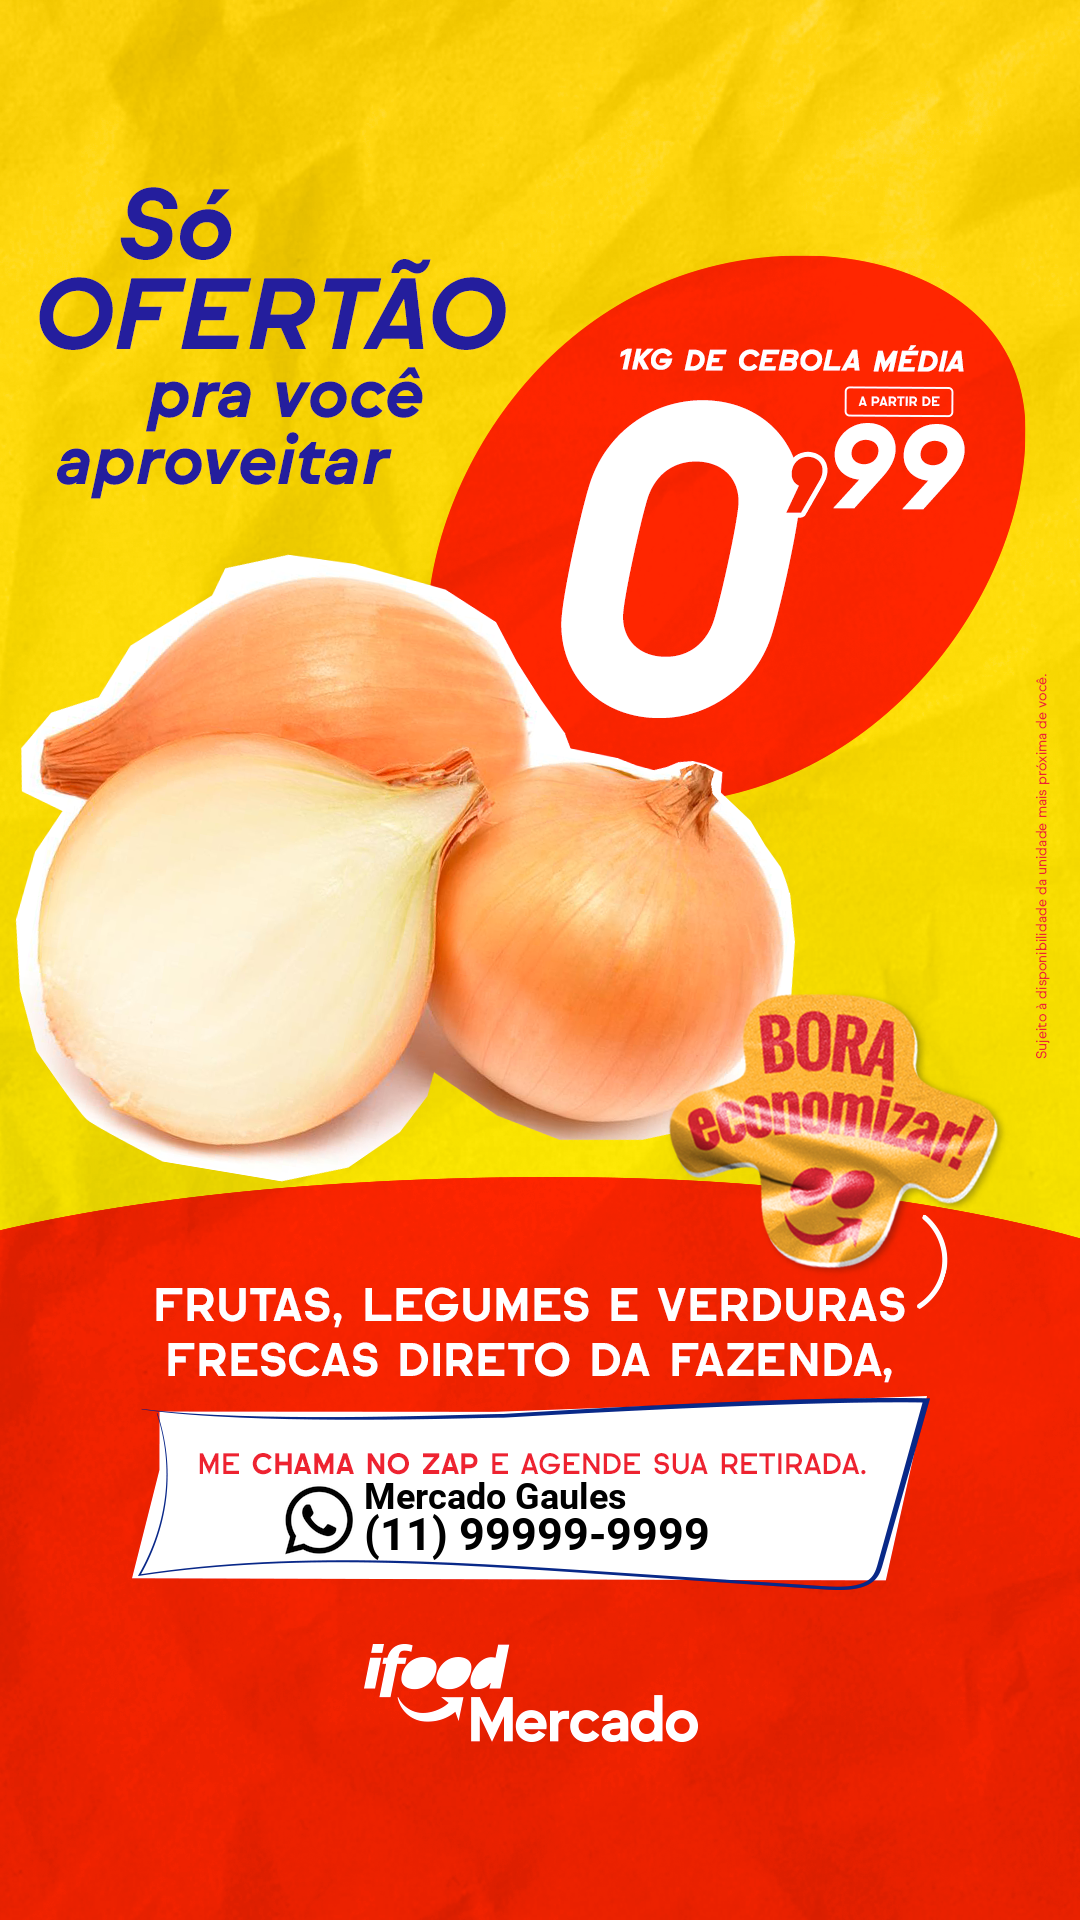 Só
OFERTÃO
pra você
aproveitar
1KG DE CEBOLA MÉDIA
A PARTIR DE
0,99
Sujeito à disponibilidade da unidade mais próxima de você.
BORA
economizar!
FRUTAS, LEGUMES E VERDURAS
FRESCAS DIRETO DA FAZENDA,
ME CHAMA NO ZAP E AGENDE SUA RETIRADA.
Mercado Gaules
(11) 99999-9999
ifood
Mercado